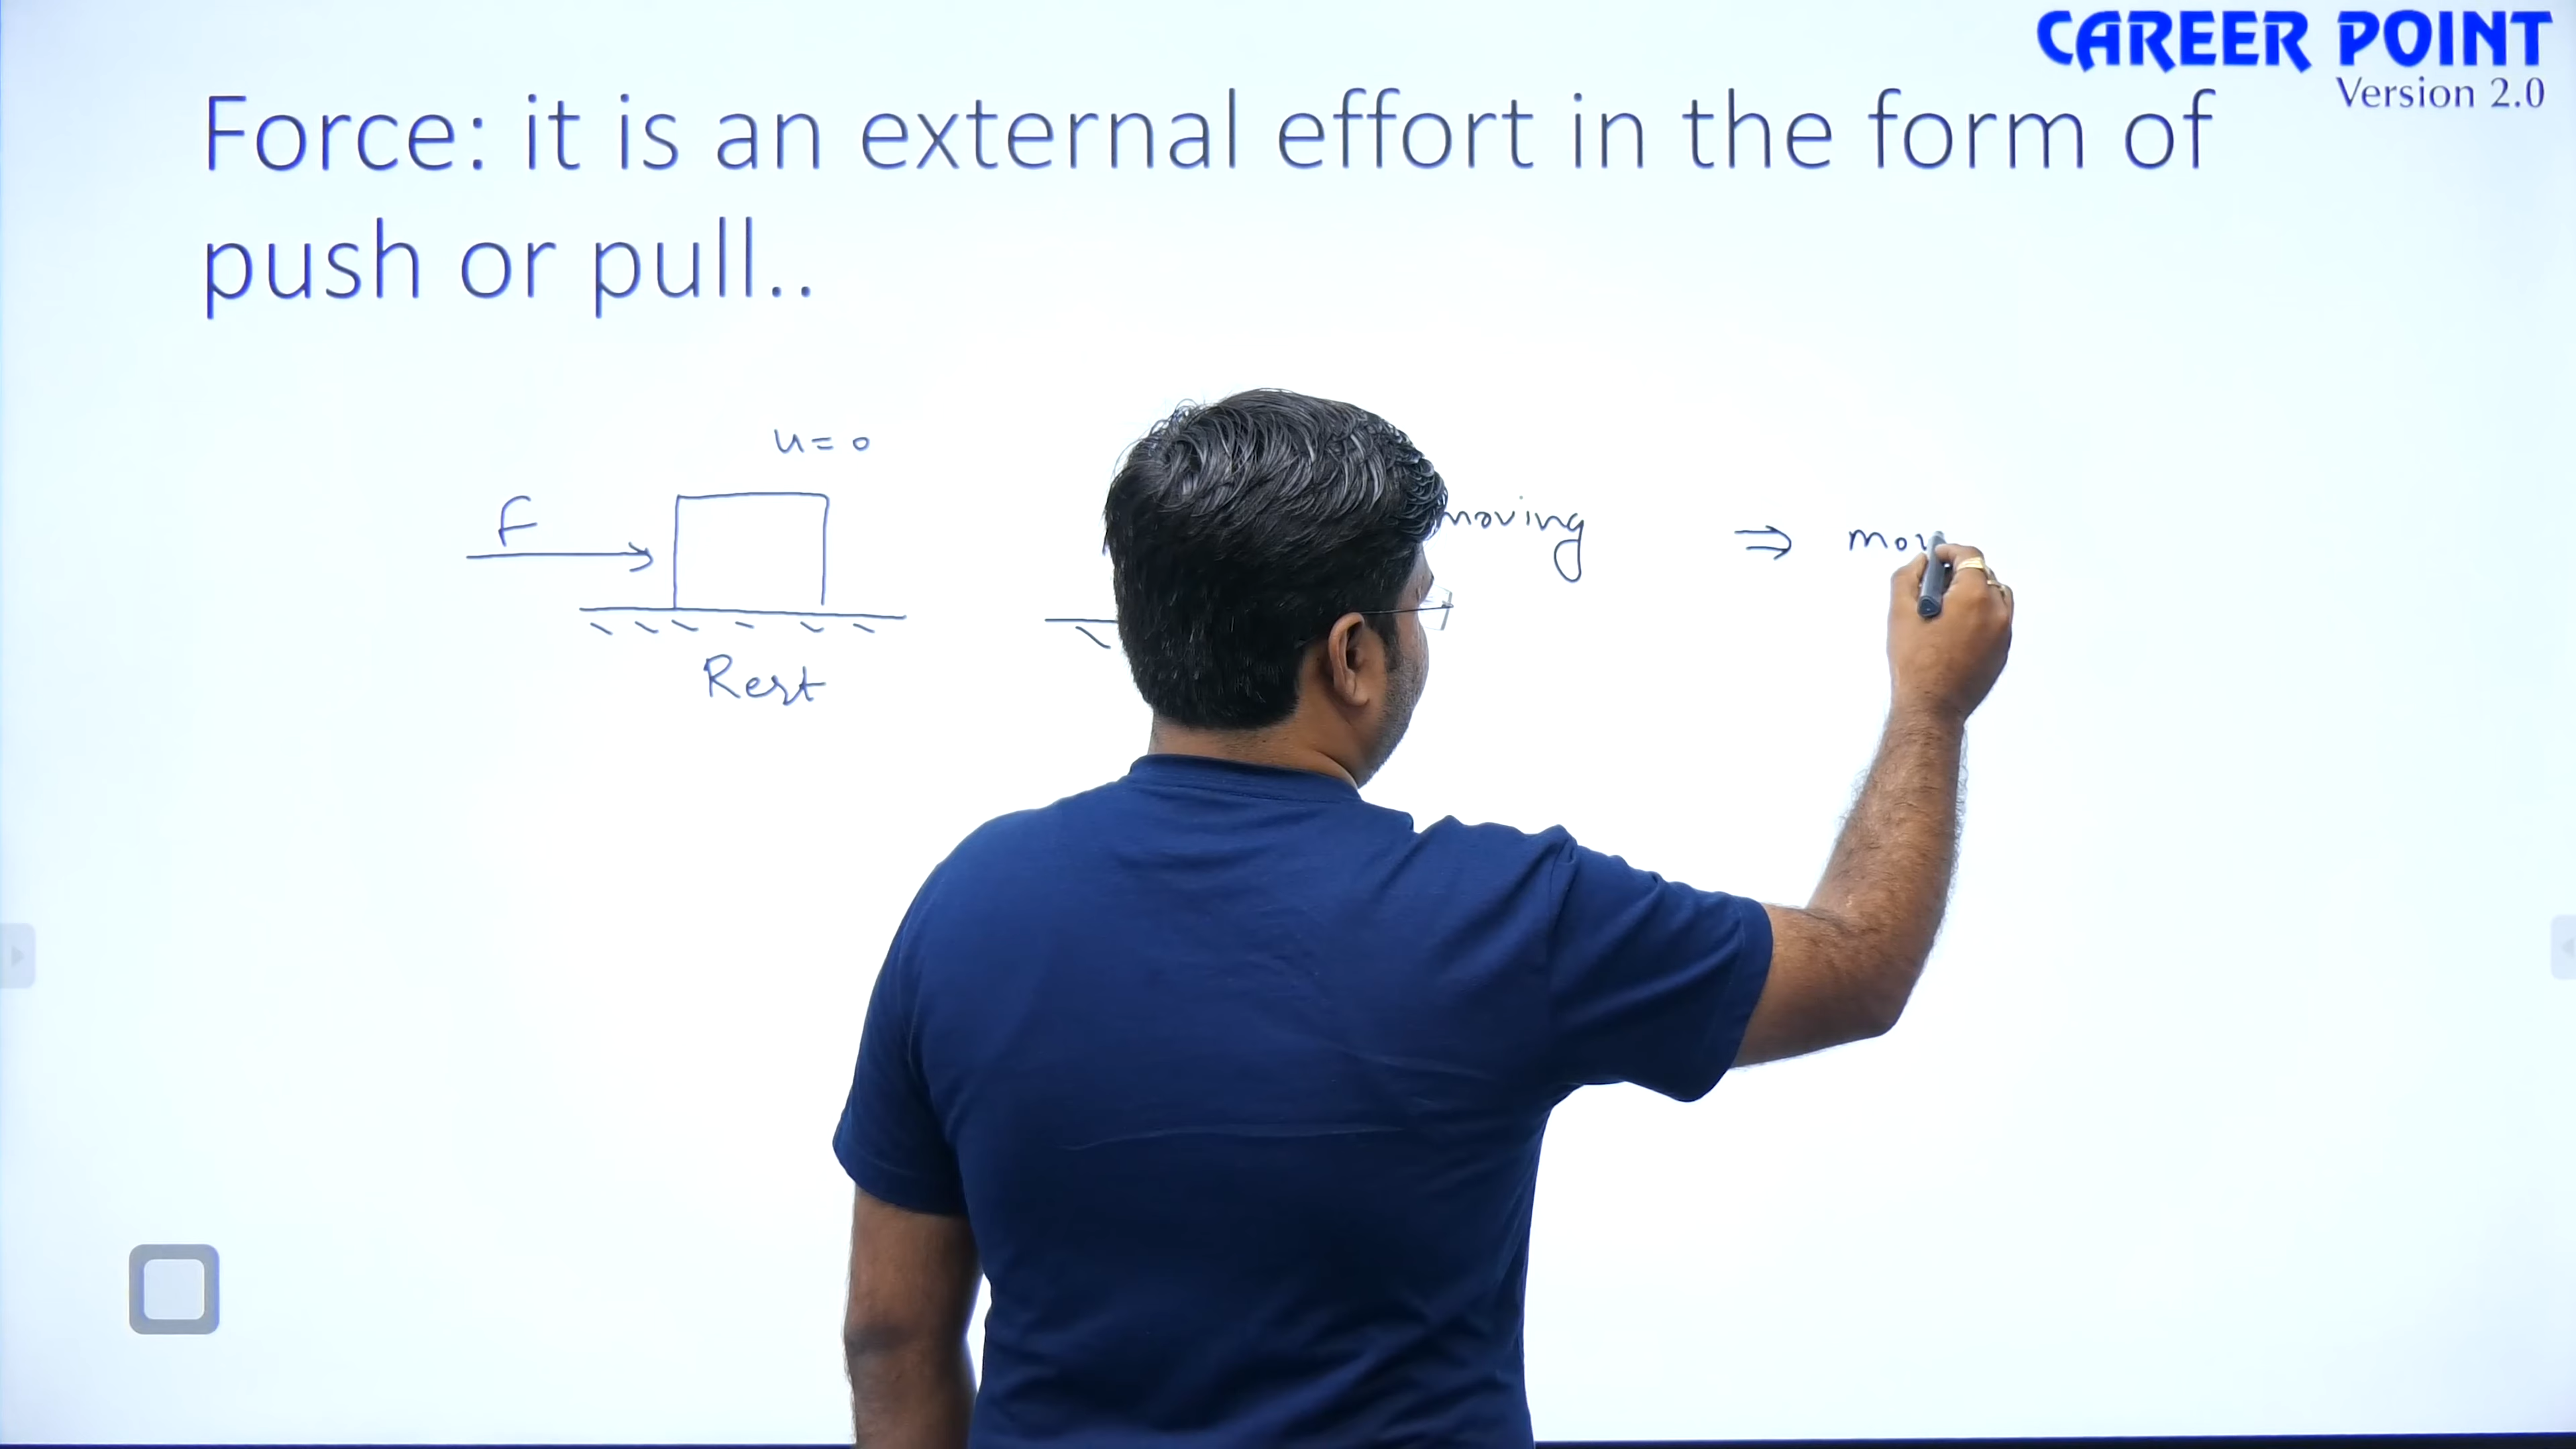 CAREER POINT
Version 2.0
Force: it is an external effort in the form of
push or pull..
u = 0
F
moving
⇒ mov
Rest